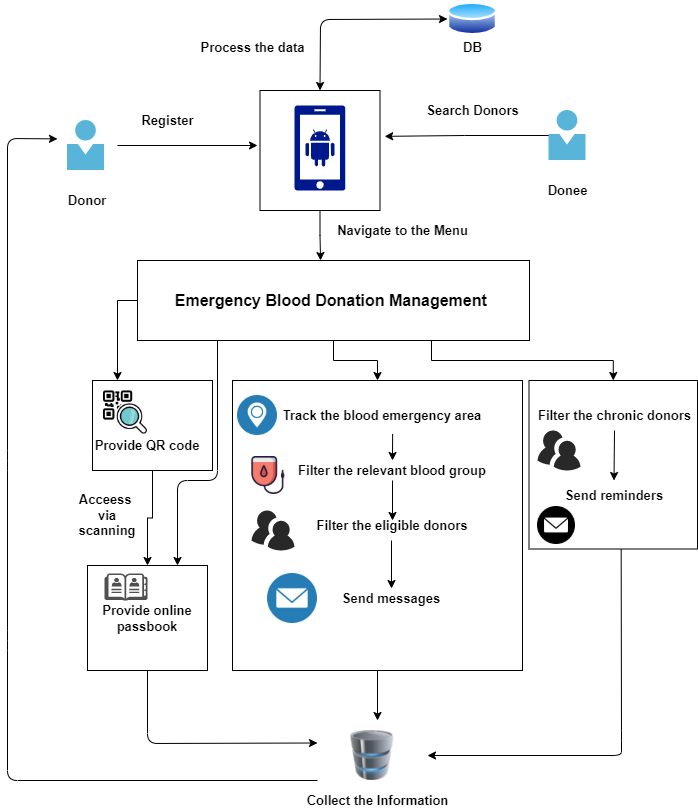 Process the data
DB
Register
Search Donors
Donor
Donee
Navigate to the Menu
Emergency Blood Donation Management
Provide QR code
Acceess
via
scanning
Provide online
passbook
Track the blood emergency area
Filter the relevant blood group
Filter the eligible donors
Send messages
Filter the chronic donors
Send reminders
Collect the Information